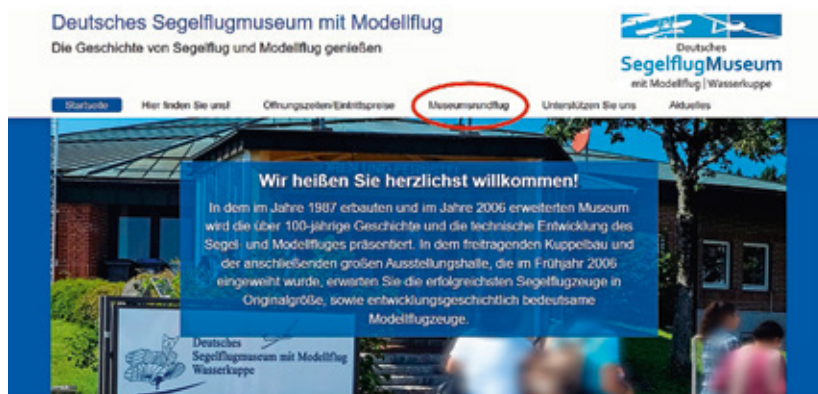 Deutsches Segelflugmuseum mit Modellflug
Die Geschichte von Segelflug und Modellflug genießen
Deutsches
SegelflugMuseum
mit Modellflug | Wasserkuppe
Startseite Hier finden Sie uns! Öffnungszeiten/Eintrittspreise Museumsrundflug Unterstützen Sie uns Aktuelles
Wir heißen Sie herzlichst willkommen!
In dem im Jahre 1987 erbauten und im Jahre 2006 erweiterten Museum
wird die über 100-jährige Geschichte und die technische Entwicklung des
Segel- und Modellfluges präsentiert. In dem freitragenden Kuppelbau und
der anschließenden großen Ausstellungshalle, die im Frühjahr 2006
eingeweiht wurde, erwarten Sie die erfolgreichsten Segelflugzeuge in
Originalgröße, sowie entwicklungsgeschichtlich bedeutsame
Modellflugzeuge.
Deutsches
Segelflugmuseum mit Modellflug
Wasserkuppe